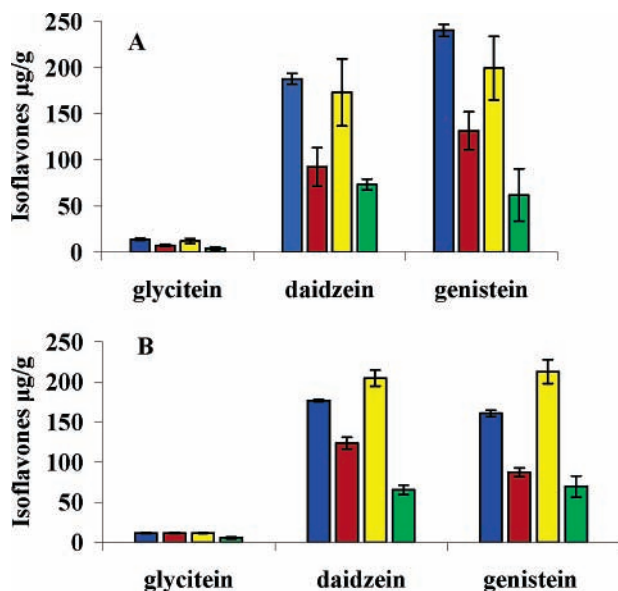 A
Isoflavones µg/g
250
200
150
100
50
0
glycitein daidzein genistein
B
Isoflavones µg/g
250
200
150
100
50
0
glycitein daidzein genistein